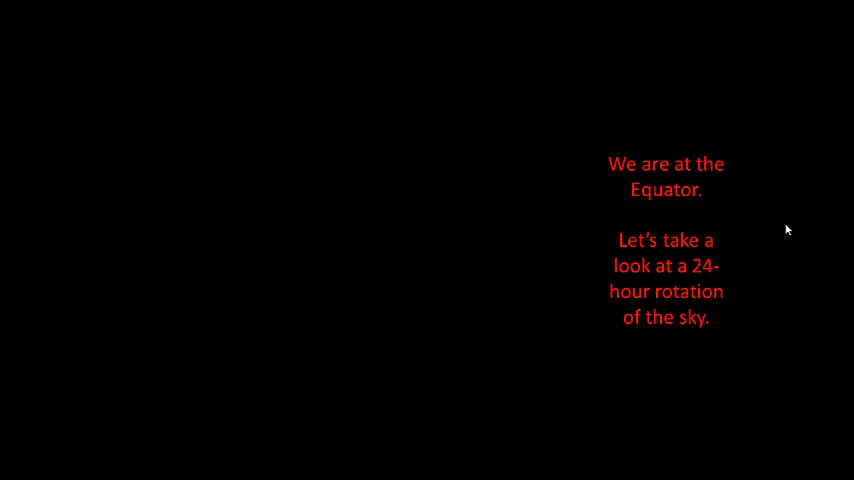 We are at the
Equator.
Let’s take a
look at a 24-
hour rotation
of the sky.